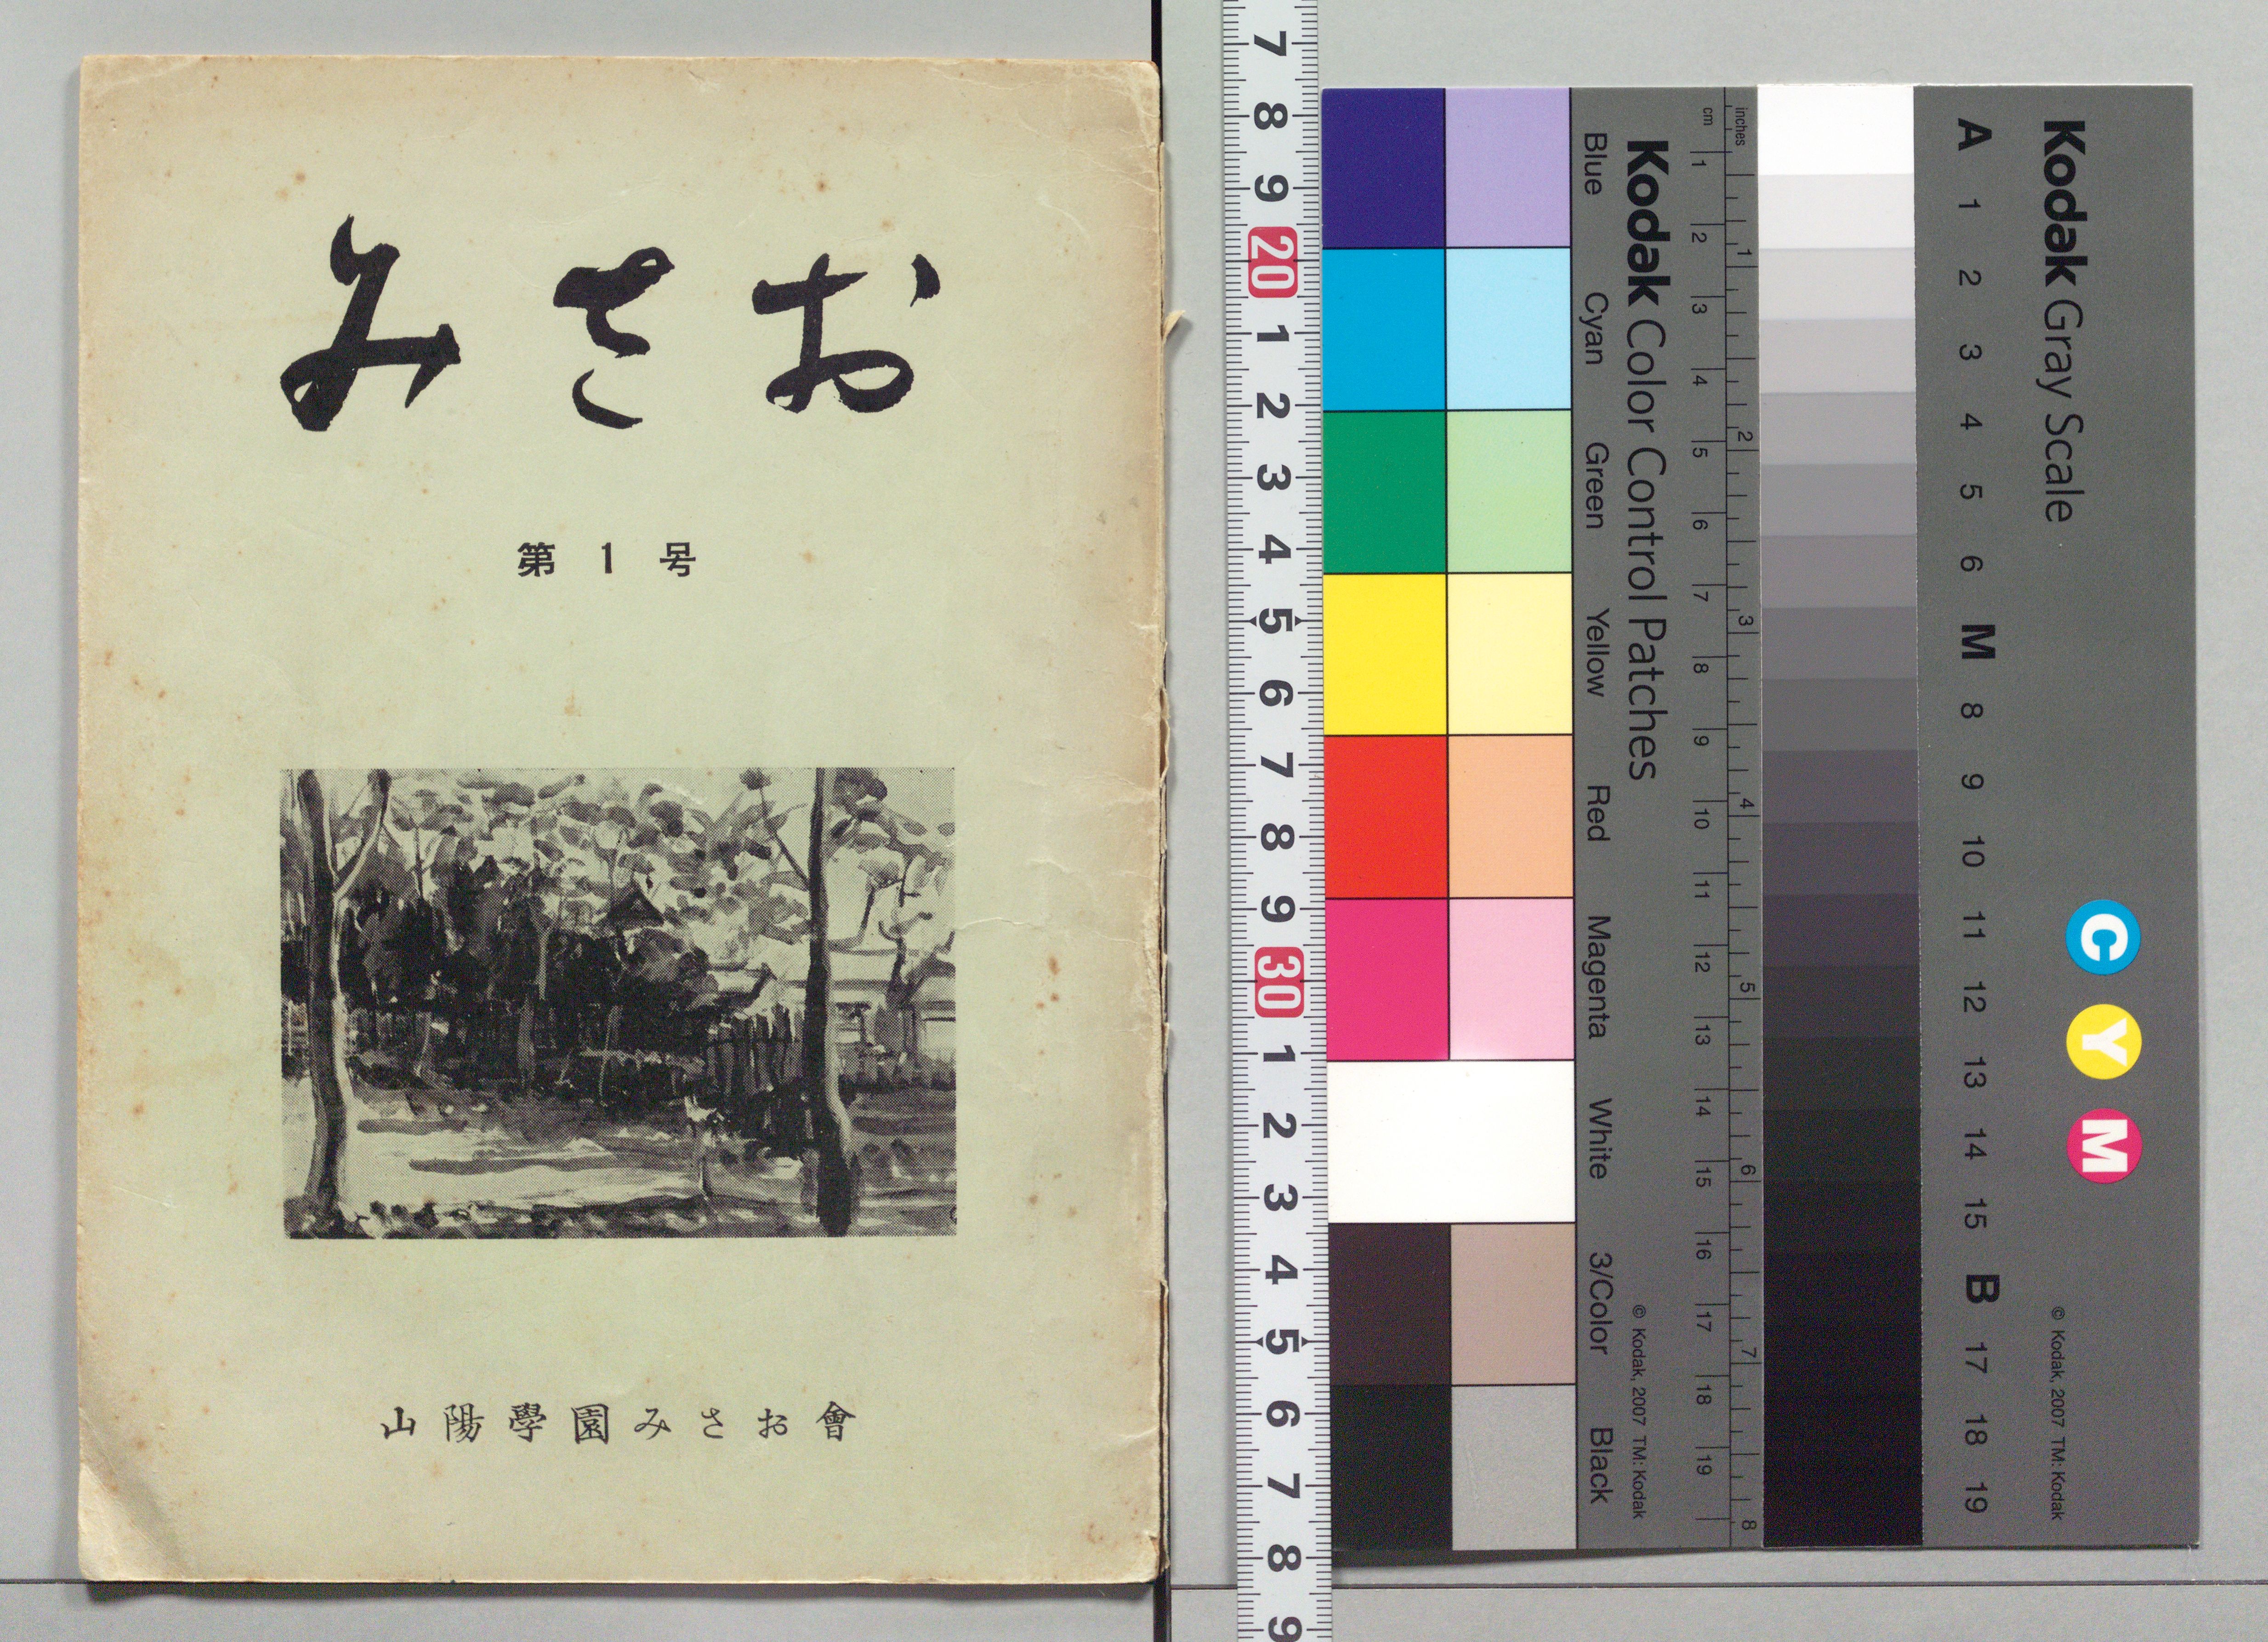 みさお
第1号
山陽學園みさお會
7
8
9
20
1
2
3
4
5
6
7
8
9
30
1
2
3
4
5
6
7
8
9
Blue Cyan Green Yellow Red Magenta White 3/Color Black
Kodak Color Control Patches © Kodak, 2007 TM: Kodak
cm 1 2 3 4 5 6 7 8 9 10 11 12 13 14 15 16 17 18 19
inches 1 2 3 4 5 6 7 8
A 1 2 3 4 5 6 M 8 9 10 11 12 13 14 15 B 17 18 19
Kodak Gray Scale C Y M © Kodak, 2007 TM: Kodak